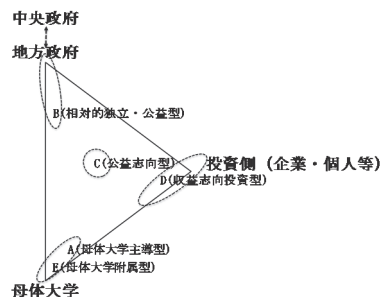 中央政府
地方政府
B(相対的独立・公益型)
C(公益志向型)
投資側(企業・個人等)
D(収益志向投資型)
A(母体大学主導型)
E(母体大学附属型)
母体大学